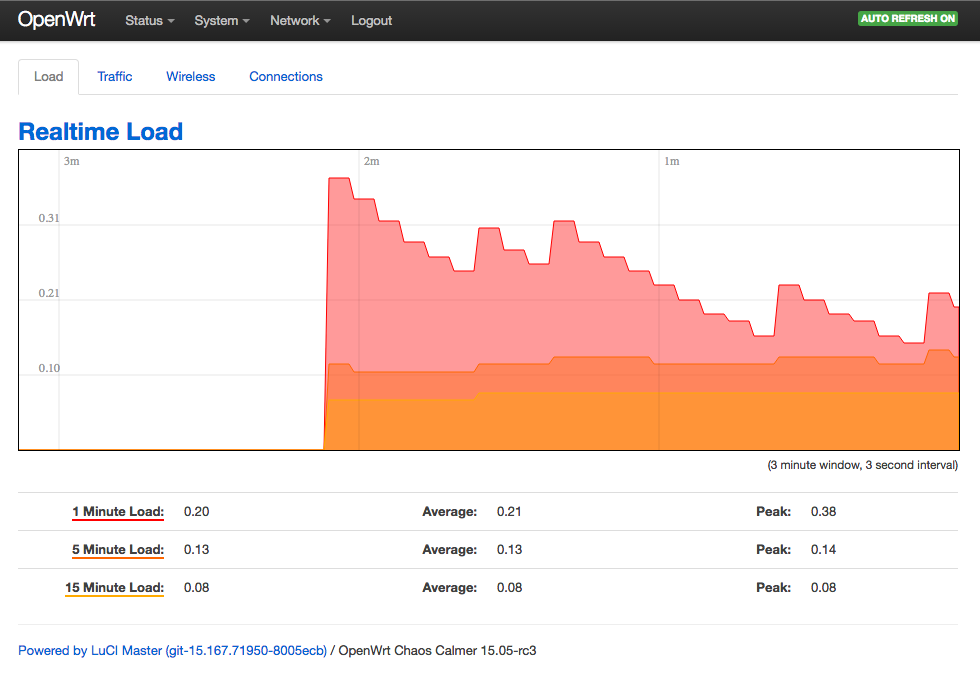 OpenWrt Status System Network Logout AUTO REFRESH ON
Load Traffic Wireless Connections
Realtime Load
3m 2m 1m
0.31
0.21
0.10
(3 minute window, 3 second interval)
1 Minute Load: 0.20 Average: 0.21 Peak: 0.38
5 Minute Load: 0.13 Average: 0.13 Peak: 0.14
15 Minute Load: 0.08 Average: 0.08 Peak: 0.08
Powered by LuCI Master (git-15.167.71950-8005ecb) / OpenWrt Chaos Calmer 15.05-rc3